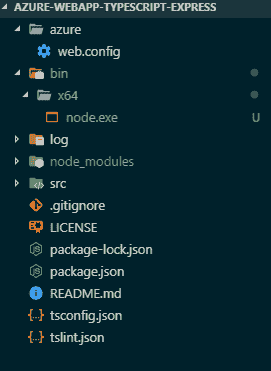 AZURE-WEBAPP-TYPESCRIPT-EXPRESS
azure
web.config
bin
x64
node.exe U
log
node_modules
src
.gitignore
LICENSE
package-lock.json
package.json
README.md
tsconfig.json
tslint.json